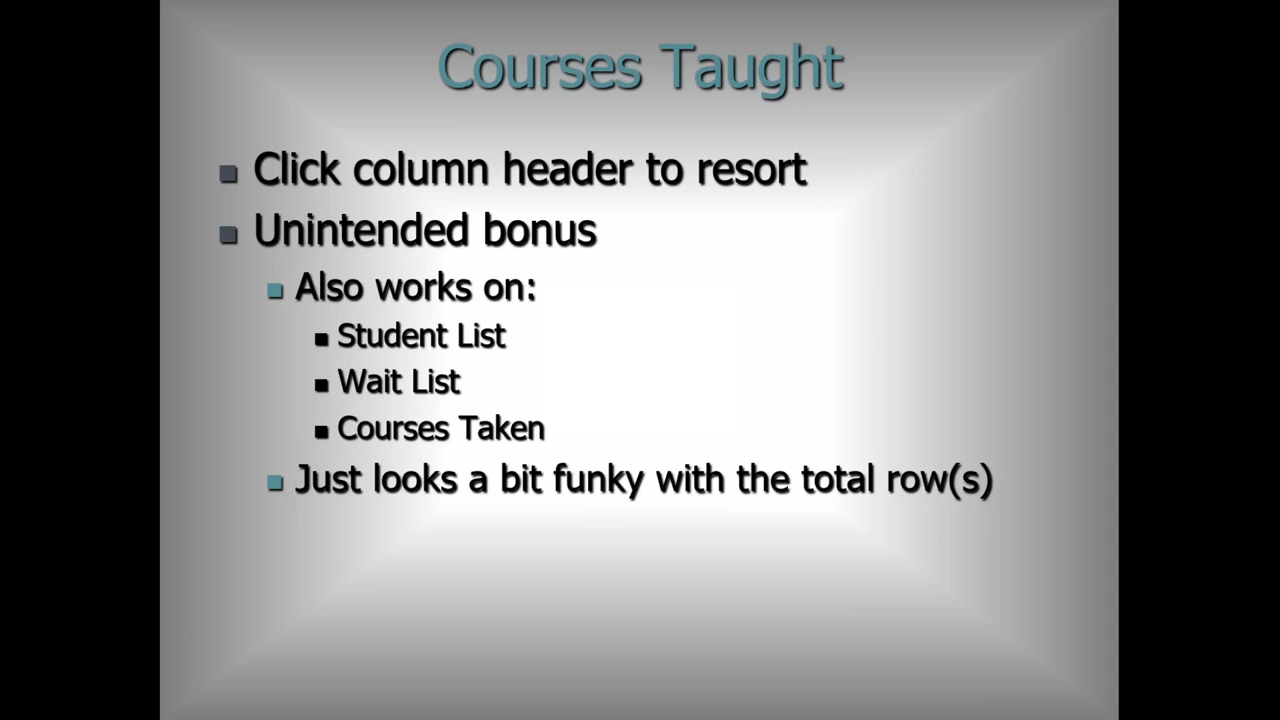 Courses Taught
Click column header to resort
Unintended bonus
Also works on:
Student List
Wait List
Courses Taken
Just looks a bit funky with the total row(s)